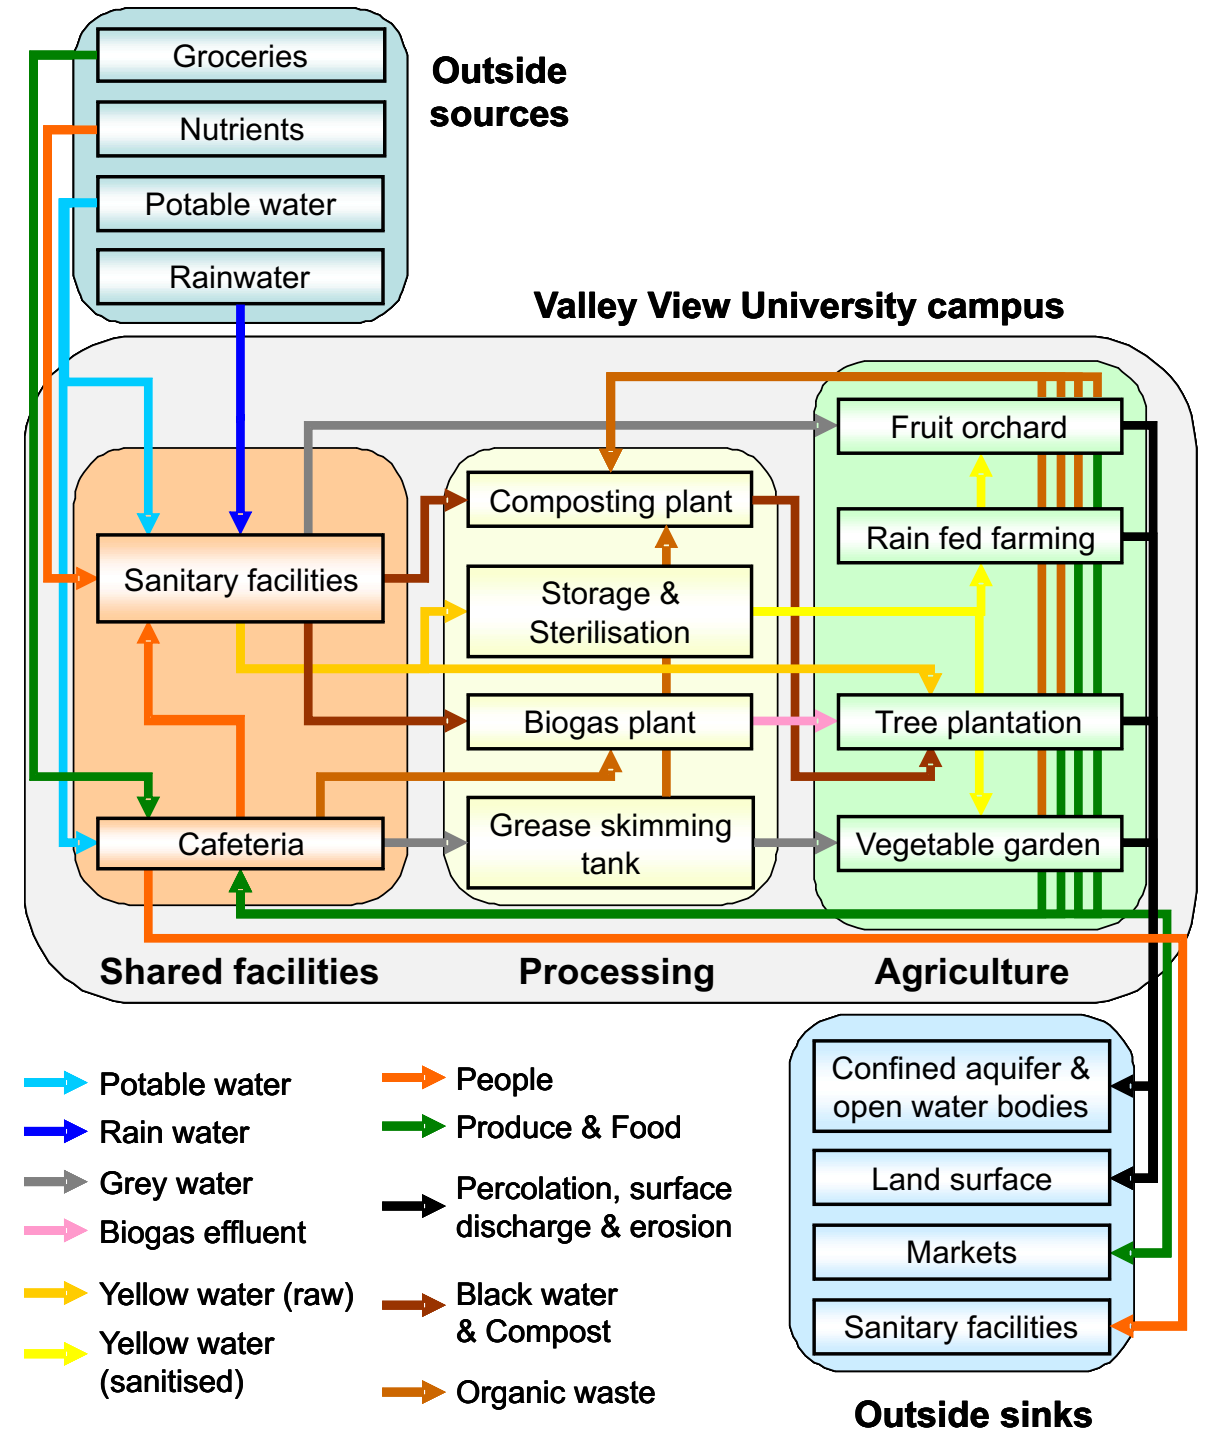 Groceries
Outside
sources
Nutrients
Potable water
Rainwater
Valley View University campus
Fruit orchard
Composting plant
Rain fed farming
Sanitary facilities
Storage &
Sterilisation
Biogas plant
Tree plantation
Grease skimming
tank
Cafeteria
Vegetable garden
Shared facilities
Processing
Agriculture
Confined aquifer &
open water bodies
Land surface
Markets
Sanitary facilities
Outside sinks
Potable water
Rain water
Grey water
Biogas effluent
Yellow water (raw)
Yellow water
(sanitised)
People
Produce & Food
Percolation, surface
discharge & erosion
Black water
& Compost
Organic waste